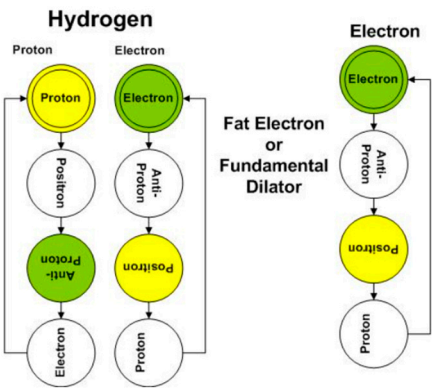 Hydrogen
Proton Electron
Proton
Positron
Anti-
Proton
Electron
Electron
Anti-
Proton
Positron
Proton
Fat Electron
or
Fundamental
Dilator
Electron
Electron
Anti-
Proton
Positron
Proton